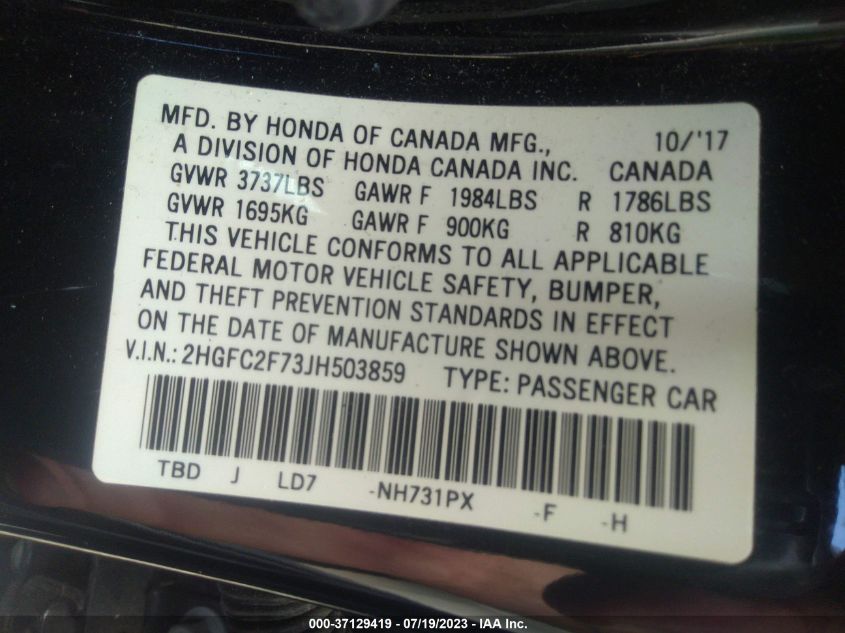 MFD. BY HONDA OF CANADA MFG., 10/'17
A DIVISION OF HONDA CANADA INC. CANADA
GVWR 3737LBS GAWR F 1984LBS R 1786LBS
GVWR 1695KG GAWR F 900KG R 810KG
THIS VEHICLE CONFORMS TO ALL APPLICABLE
FEDERAL MOTOR VEHICLE SAFETY, BUMPER,
AND THEFT PREVENTION STANDARDS IN EFFECT
ON THE DATE OF MANUFACTURE SHOWN ABOVE.
V.I.N.: 2HGFC2F73JH503859 TYPE: PASSENGER CAR
TBD J LD7 -NH731PX -F -H
000-37129419 - 07/19/2023 - IAA Inc.